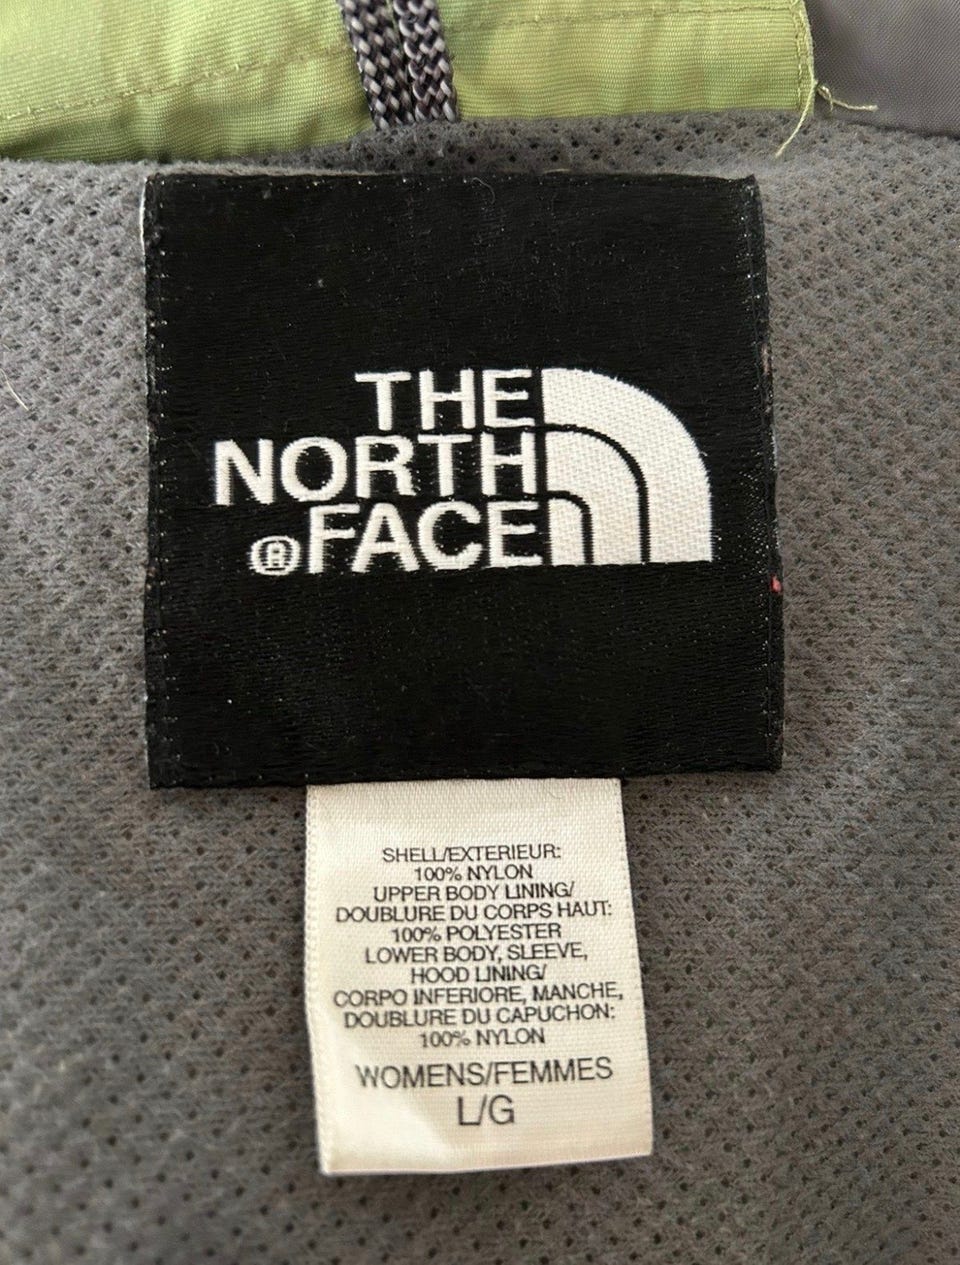 THE
NORTH
®FACE
SHELL/EXTERIEUR:
100% NYLON
UPPER BODY LINING/
DOUBLURE DU CORPS HAUT:
100% POLYESTER
LOWER BODY, SLEEVE,
HOOD LINING/
CORPO INFERIORE, MANCHE,
DOUBLURE DU CAPUCHON:
100% NYLON
WOMENS/FEMMES
L/G